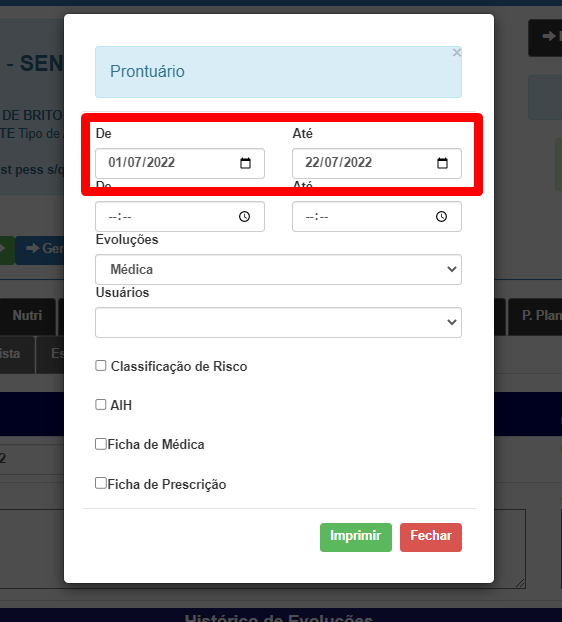 Prontuário
×
- SEN
DE BRITO
TE Tipo de
st pess s/q
De Até
01/07/2022 22/07/2022
De Até
--:-- --:--
Ger
Evoluções
Médica
Usuários
Nutri P. Plan
ista Es
Classificação de Risco
AIH
2
Ficha de Médica
Ficha de Prescrição
Imprimir Fechar
Histórico de Evoluções